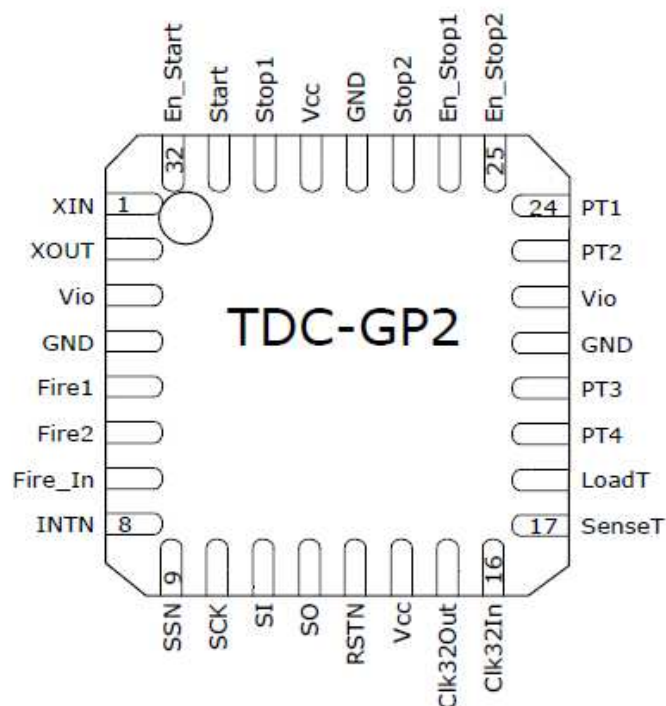 En_Start
Start
Stop1
Vcc
GND
Stop2
En_Stop1
En_Stop2
32
25
XIN 1
24 PT1
XOUT
PT2
Vio
Vio
GND
TDC-GP2
GND
Fire1
PT3
Fire2
PT4
Fire_In
LoadT
INTN 8
17 SenseT
9
16
SSN
SCK
SI
SO
RSTN
Vcc
Clk32Out
Clk32In